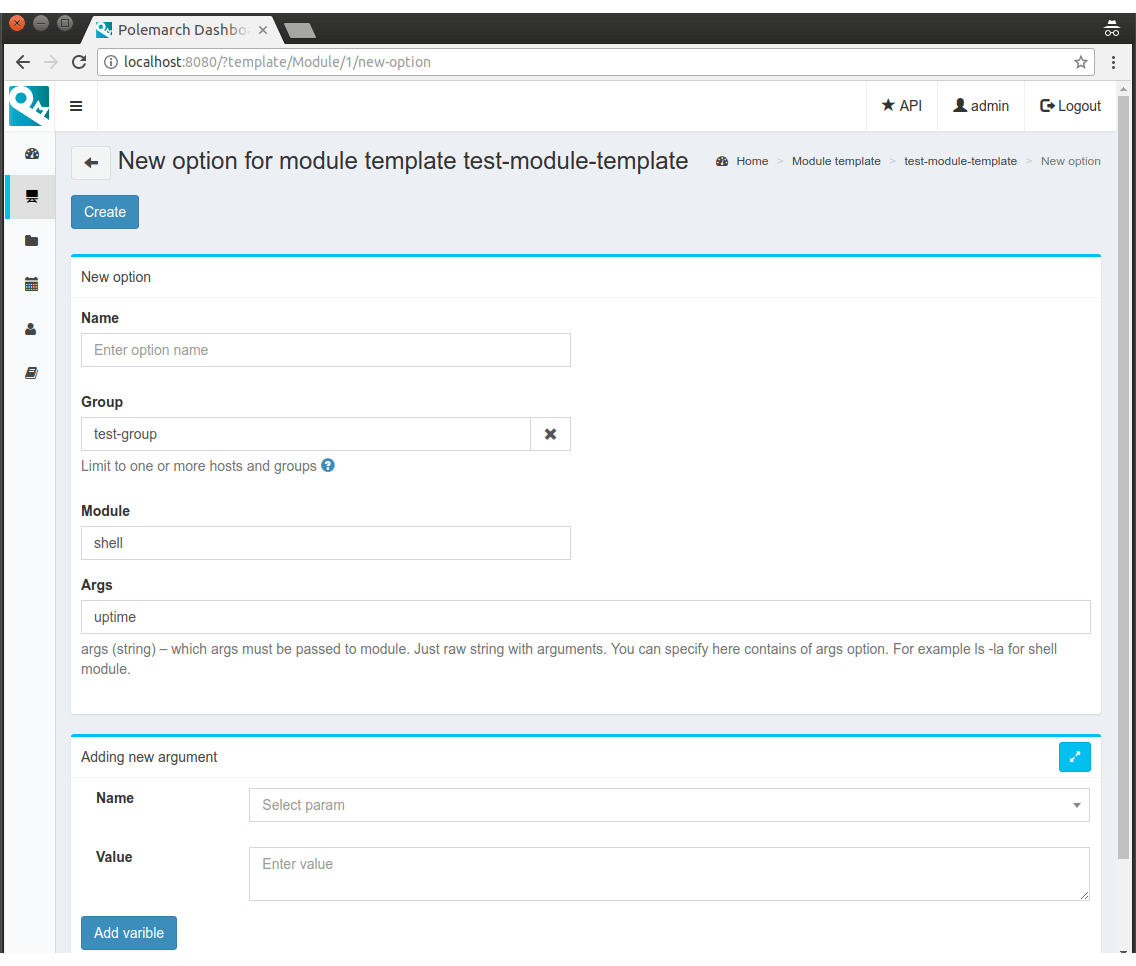 Polemarch Dashbo
localhost:8080/?template/Module/1/new-option
API
admin
Logout
New option for module template test-module-template
Home > Module template > test-module-template > New option
Create
New option
Name
Enter option name
Group
test-group
Limit to one or more hosts and groups
Module
shell
Args
uptime
args (string) – which args must be passed to module. Just raw string with arguments. You can specify here contains of args option. For example ls -la for shell
module.
Adding new argument
Name
Select param
Value
Enter value
Add varible